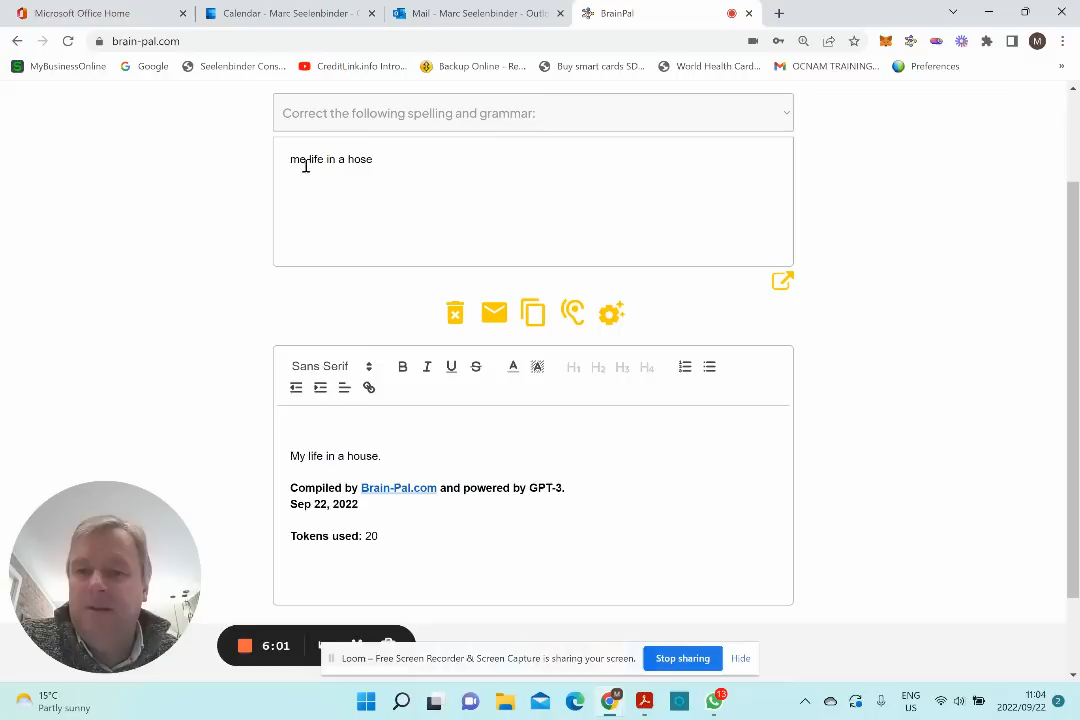 Microsoft Office Home
Calendar - Marc Seelenbinder - 
Mail - Marc Seelenbinder - Outlo
BrainPal
brain-pal.com
M
MyBusinessOnline
Google
Seelenbinder Cons...
CreditLink.info Intro...
Backup Online - Re...
Buy smart cards SD...
World Health Card...
OCNAM TRAINING...
Preferences
»
Correct the following spelling and grammar:
me life in a hose
Sans Serif
B I U S A A H1 H2 H3 H4
My life in a house.
Compiled by Brain-Pal.com and powered by GPT-3.
Sep 22, 2022
Tokens used: 20
6:01
Loom – Free Screen Recorder & Screen Capture is sharing your screen.
Stop sharing
Hide
15°C
Partly sunny
M
13
ENG
UK
11:04
2022/09/22
2